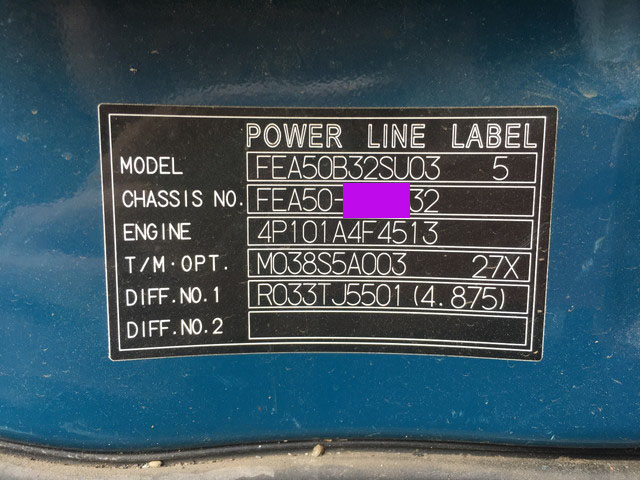 POWER LINE LABEL
MODEL FEA50B32SU03 5
CHASSIS NO. FEA50- 32
ENGINE 4P101A4F4513
T/M·OPT. M038S5A003 27X
DIFF.NO.1 R033TJ5501(4.875)
DIFF.NO.2